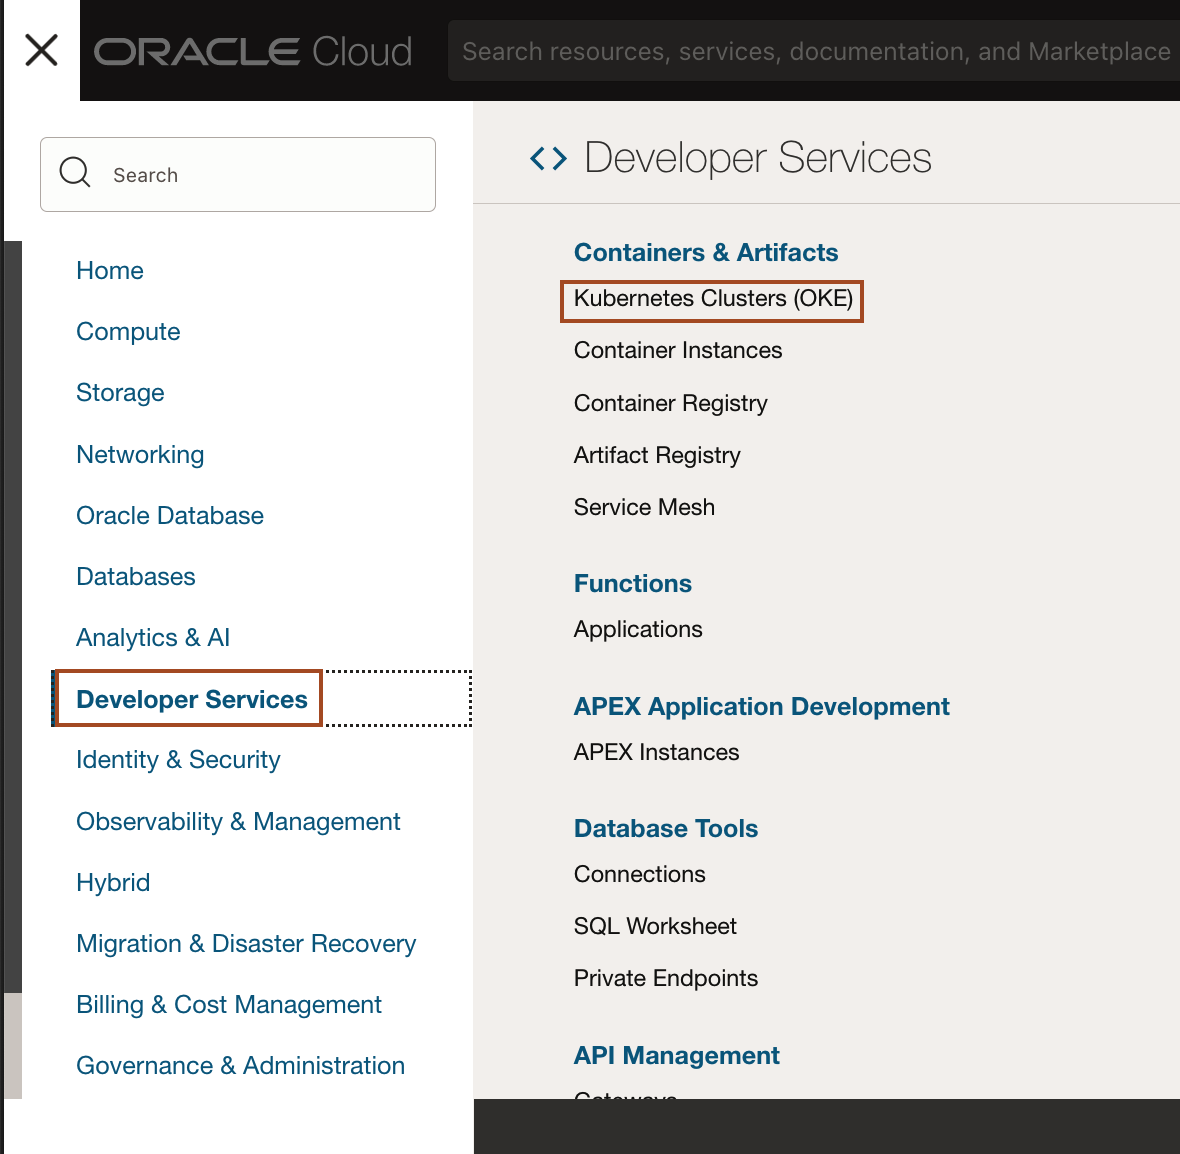 ORACLE Cloud
Search resources, services, documentation, and Marketplace
Search
Home
Compute
Storage
Networking
Oracle Database
Databases
Analytics & AI
Developer Services
Identity & Security
Observability & Management
Hybrid
Migration & Disaster Recovery
Billing & Cost Management
Governance & Administration
Developer Services
Containers & Artifacts
Kubernetes Clusters (OKE)
Container Instances
Container Registry
Artifact Registry
Service Mesh
Functions
Applications
APEX Application Development
APEX Instances
Database Tools
Connections
SQL Worksheet
Private Endpoints
API Management
Gateways